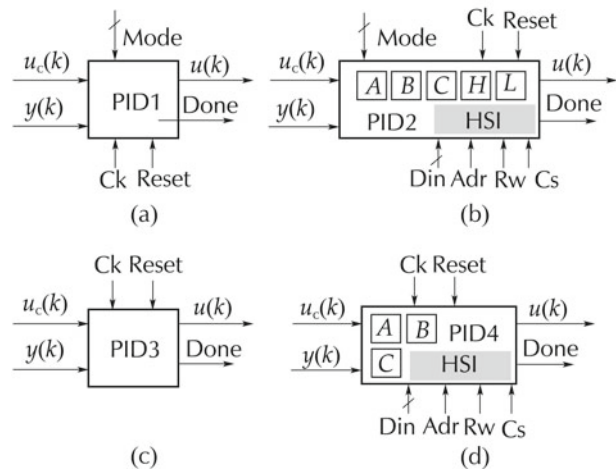 Mode
u_c(k)
y(k)
PID1
u(k)
Done
Ck Reset
(a)
Ck Reset
Mode
u_c(k)
y(k)
A B C H L
PID2 HSI
u(k)
Done
Din Adr Rw Cs
(b)
Ck Reset
u_c(k)
y(k)
PID3
u(k)
Done
(c)
Ck Reset
u_c(k)
y(k)
A B PID4
C HSI
u(k)
Done
Din Adr Rw Cs
(d)